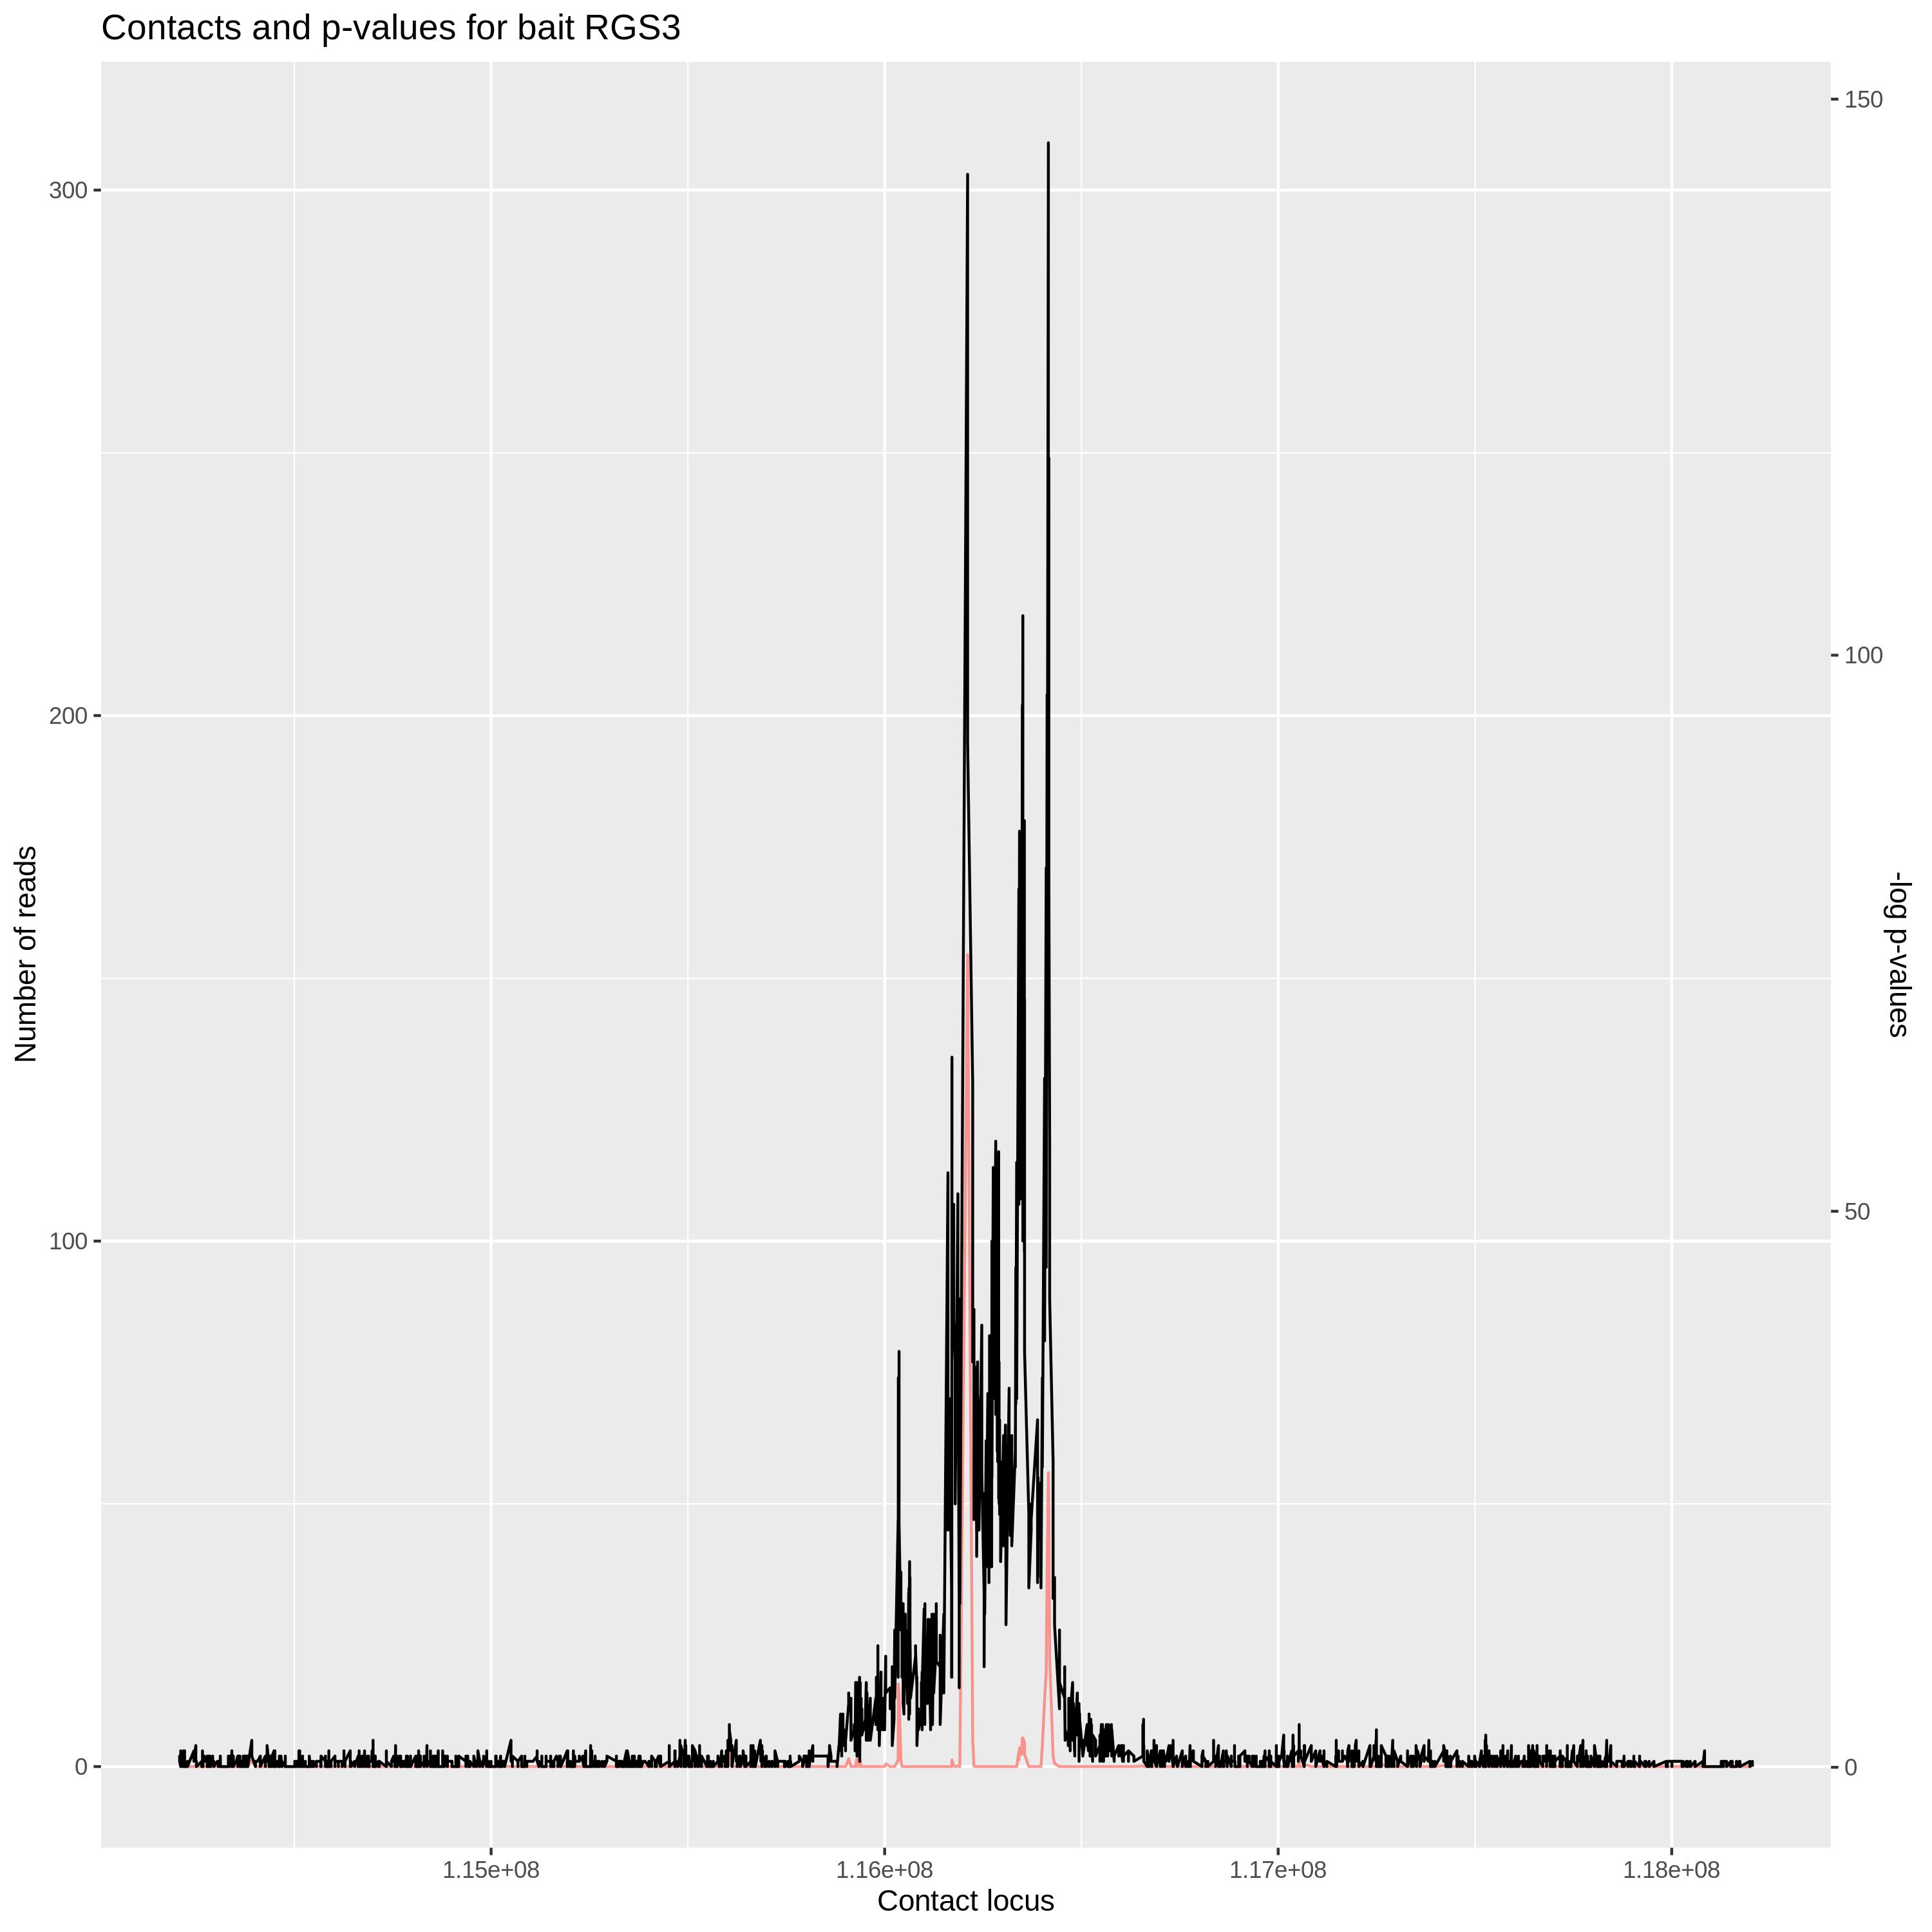 Contacts and p-values for bait RGS3
300
200
100
0
Number of reads
150
100
50
0
-log p-values
1.15e+08
1.16e+08
1.17e+08
1.18e+08
Contact locus